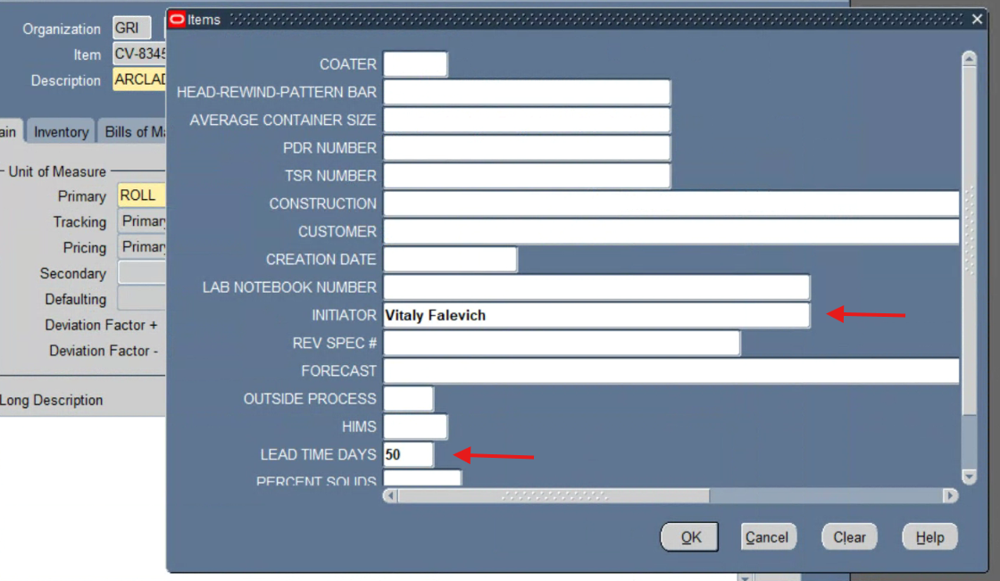 Items
Organization GRI
Item CV-8345
Description ARCLAD
ain Inventory Bills of Ma
Unit of Measure
Primary ROLL
Tracking Primary
Pricing Primary
Secondary
Defaulting
Deviation Factor +
Deviation Factor -
Long Description
COATER
HEAD-REWIND-PATTERN BAR
AVERAGE CONTAINER SIZE
PDR NUMBER
TSR NUMBER
CONSTRUCTION
CUSTOMER
CREATION DATE
LAB NOTEBOOK NUMBER
INITIATOR Vitaly Falevich
REV SPEC #
FORECAST
OUTSIDE PROCESS
HIMS
LEAD TIME DAYS 50
PERCENT SOLIDS
OK Cancel Clear Help